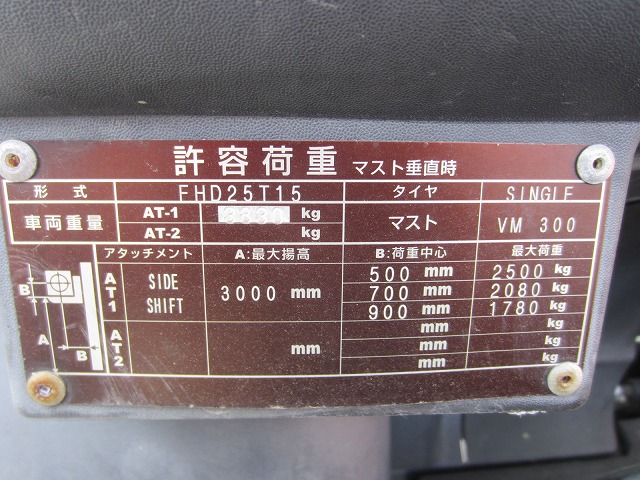 許容荷重 マスト垂直時
形式 FHD25T15 タイヤ SINGLE
車両重量 AT-1 3830 kg マスト VM 300
AT-2 kg
アタッチメント A:最大揚高 B:荷重中心 最大荷重
AT1 SIDE SHIFT 3000 mm 500 mm 2500 kg
700 mm 2080 kg
900 mm 1780 kg
AT2 mm mm kg
mm kg
mm kg
B
A
B